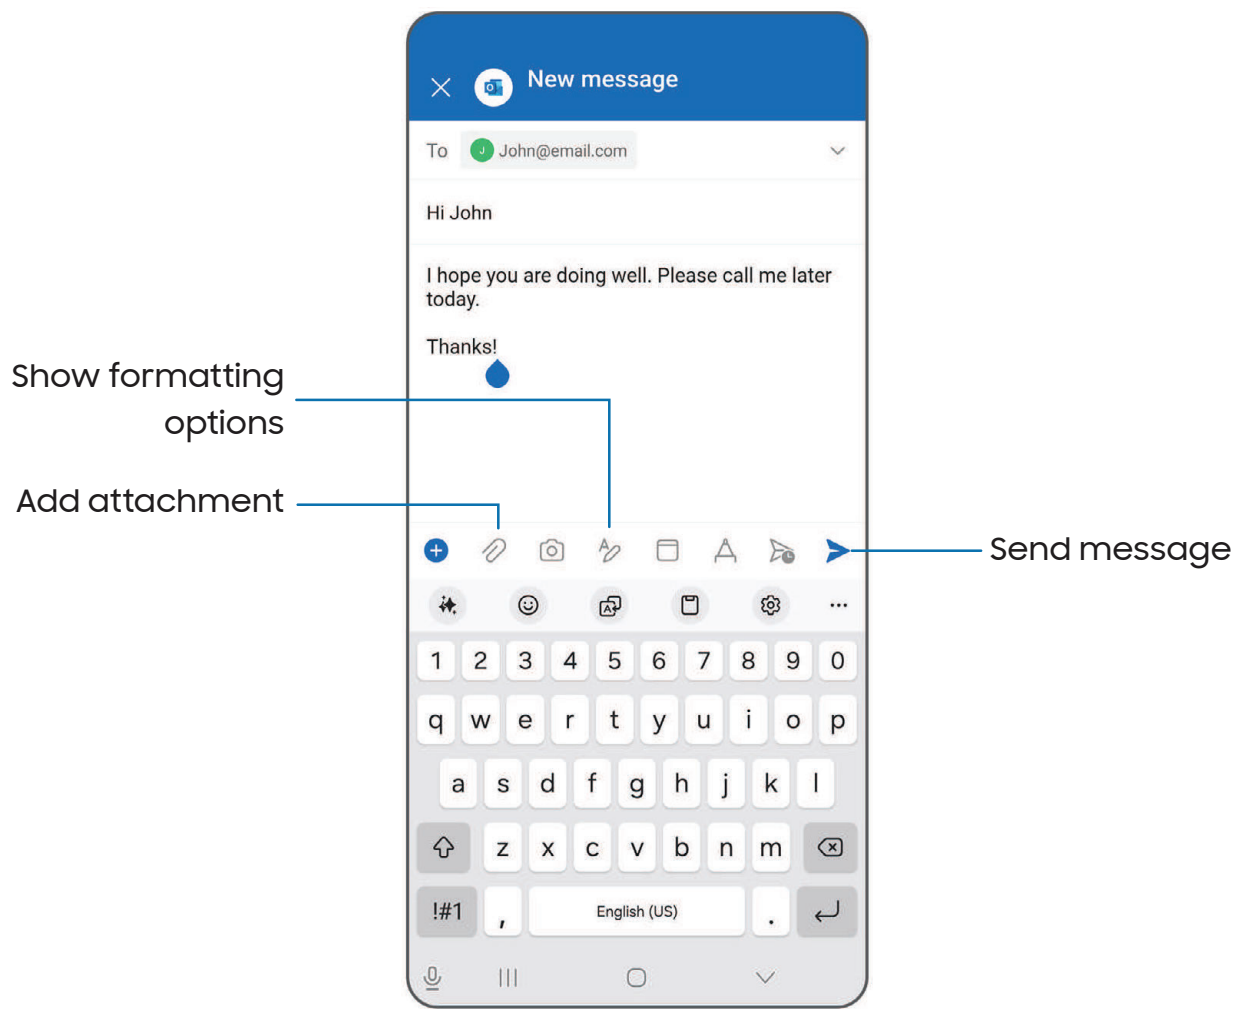 New message
To
J John@email.com
Hi John
I hope you are doing well. Please call me later
today.
Thanks!
Show formatting
options
Add attachment
Send message
1 2 3 4 5 6 7 8 9 0
q w e r t y u i o p
a s d f g h j k l
z x c v b n m
!#1 , English (US) .